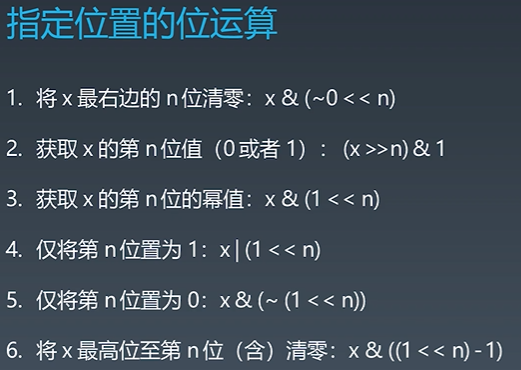 指定位置的位运算
1. 将 x 最右边的 n 位清零：x & (~0 << n)
2. 获取 x 的第 n 位值（0 或者 1）： (x >>n) & 1
3. 获取 x 的第 n 位的幂值：x & (1 << n)
4. 仅将第 n 位置为 1：x | (1 << n)
5. 仅将第 n 位置为 0：x & (~ (1 << n))
6. 将 x 最高位至第 n 位（含）清零：x & ((1 << n) - 1)